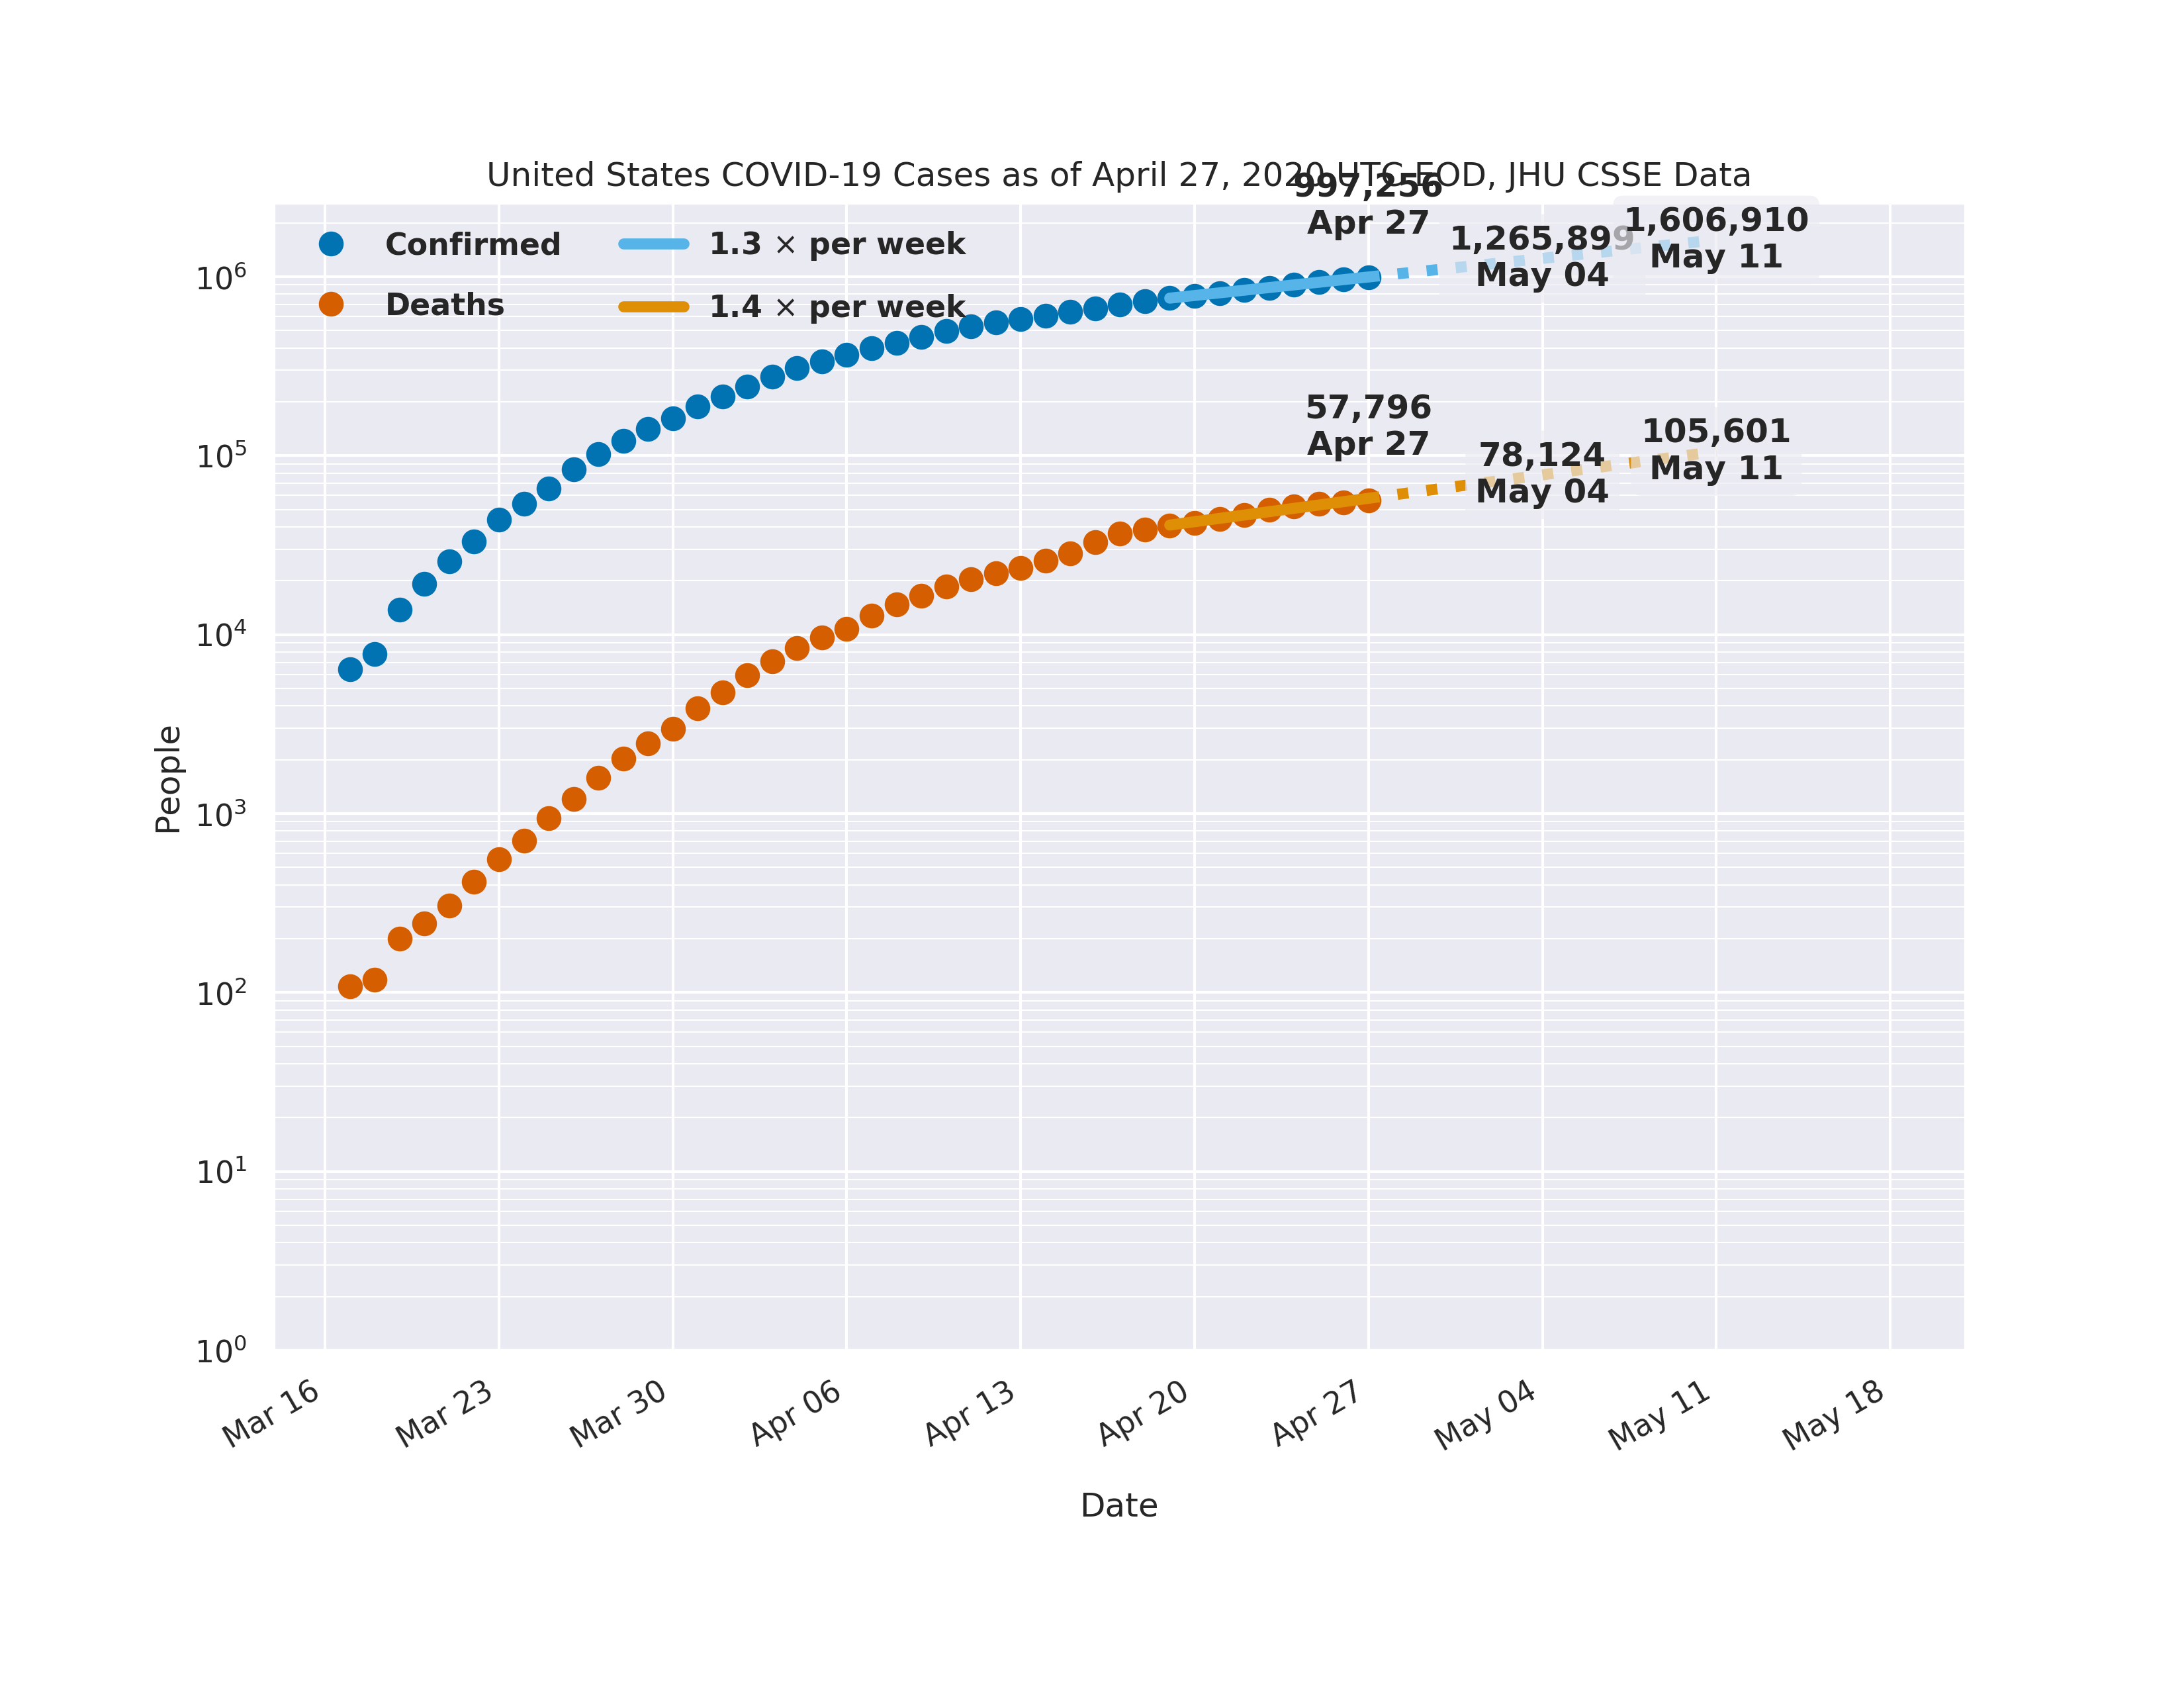 United States COVID-19 Cases as of April 27, 2020 UTC EOD, JHU CSSE Data
997,256
Apr 27
1,265,899
May 04
1,606,910
May 11
Confirmed
Deaths
1.3 × per week
1.4 × per week
57,796
Apr 27
78,124
May 04
105,601
May 11
People
10⁶
10⁵
10⁴
10³
10²
10¹
10⁰
Mar 16
Mar 23
Mar 30
Apr 06
Apr 13
Apr 20
Apr 27
May 04
May 11
May 18
Date